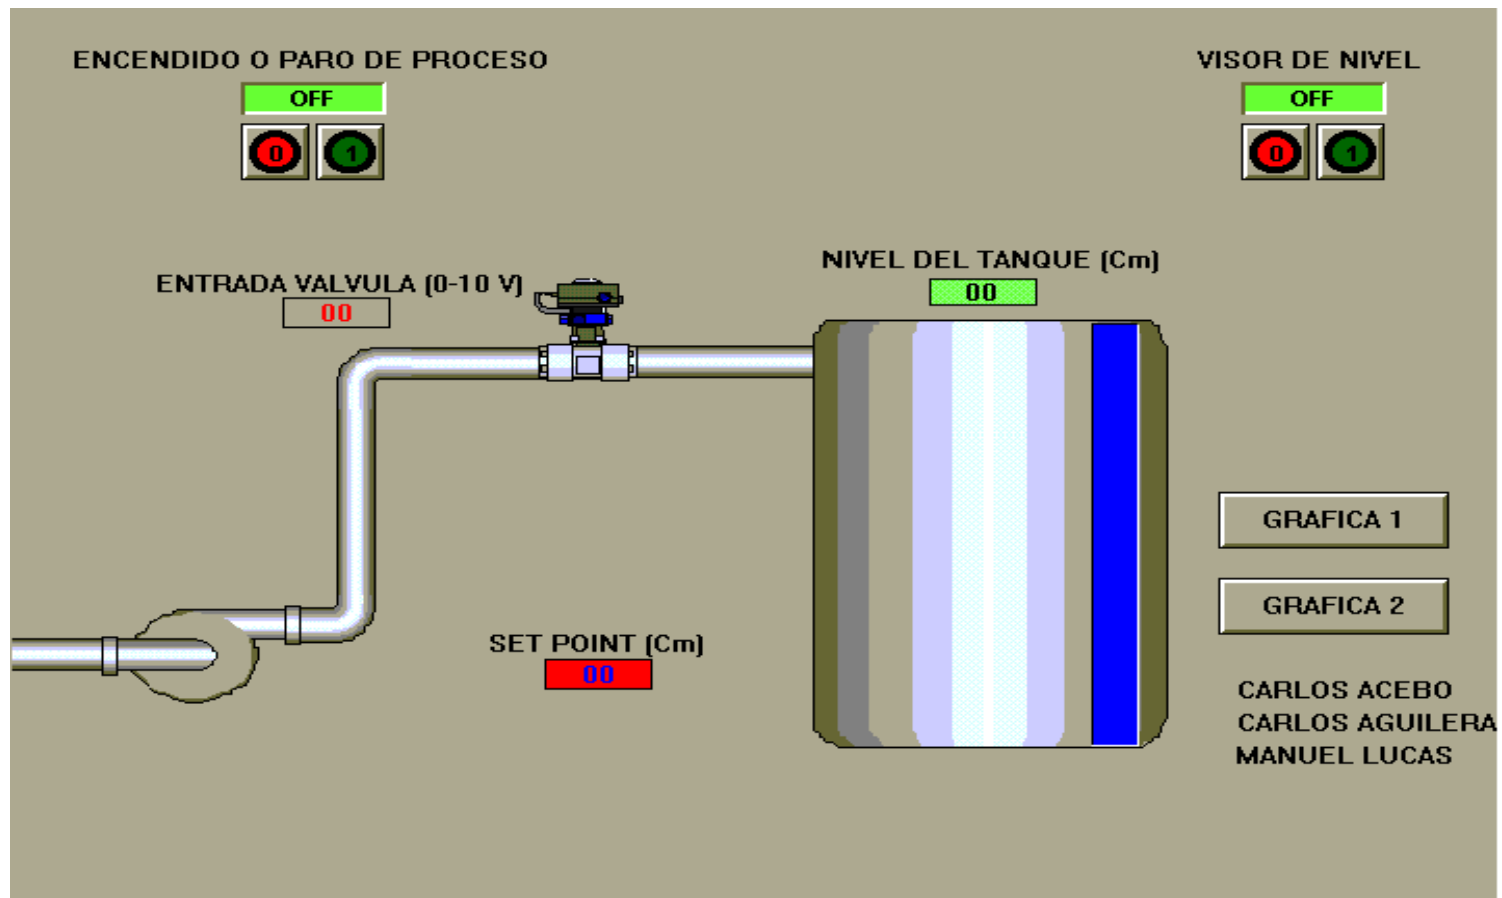 ENCENDIDO O PARO DE PROCESO
OFF
0 1
VISOR DE NIVEL
OFF
0 1
ENTRADA VALVULA (0-10 V)
00
NIVEL DEL TANQUE (Cm)
00
SET POINT (Cm)
00
GRAFICA 1
GRAFICA 2
CARLOS ACEBO
CARLOS AGUILERA
MANUEL LUCAS